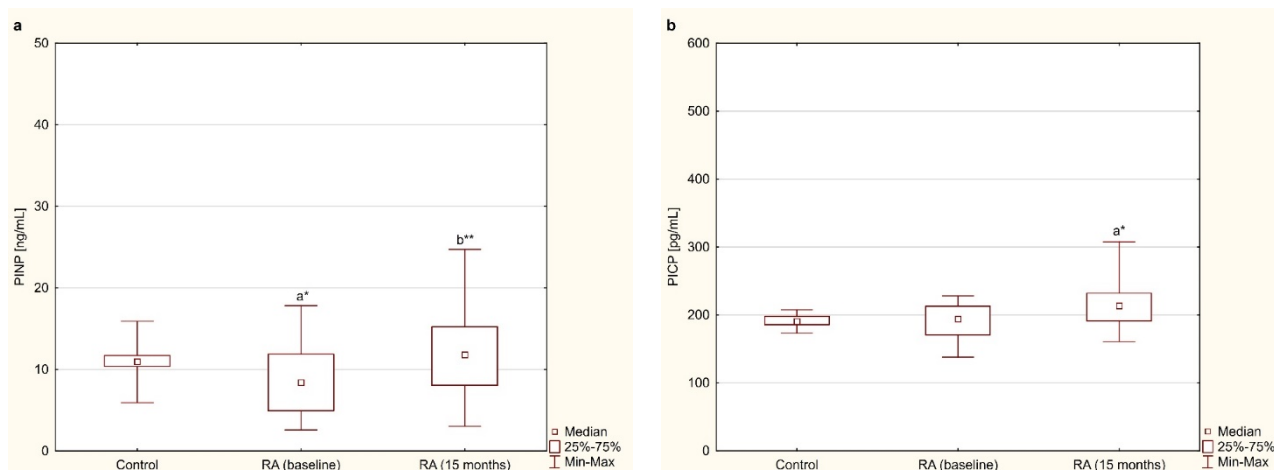 a
50
40
30
20
10
0
PINP [ng/mL]
a*
b**
Control
RA (baseline)
RA (15 months)
Median
25%-75%
Min-Max
b
600
500
400
300
200
100
0
PICP [pg/mL]
a*
Control
RA (baseline)
RA (15 months)
Median
25%-75%
Min-Max